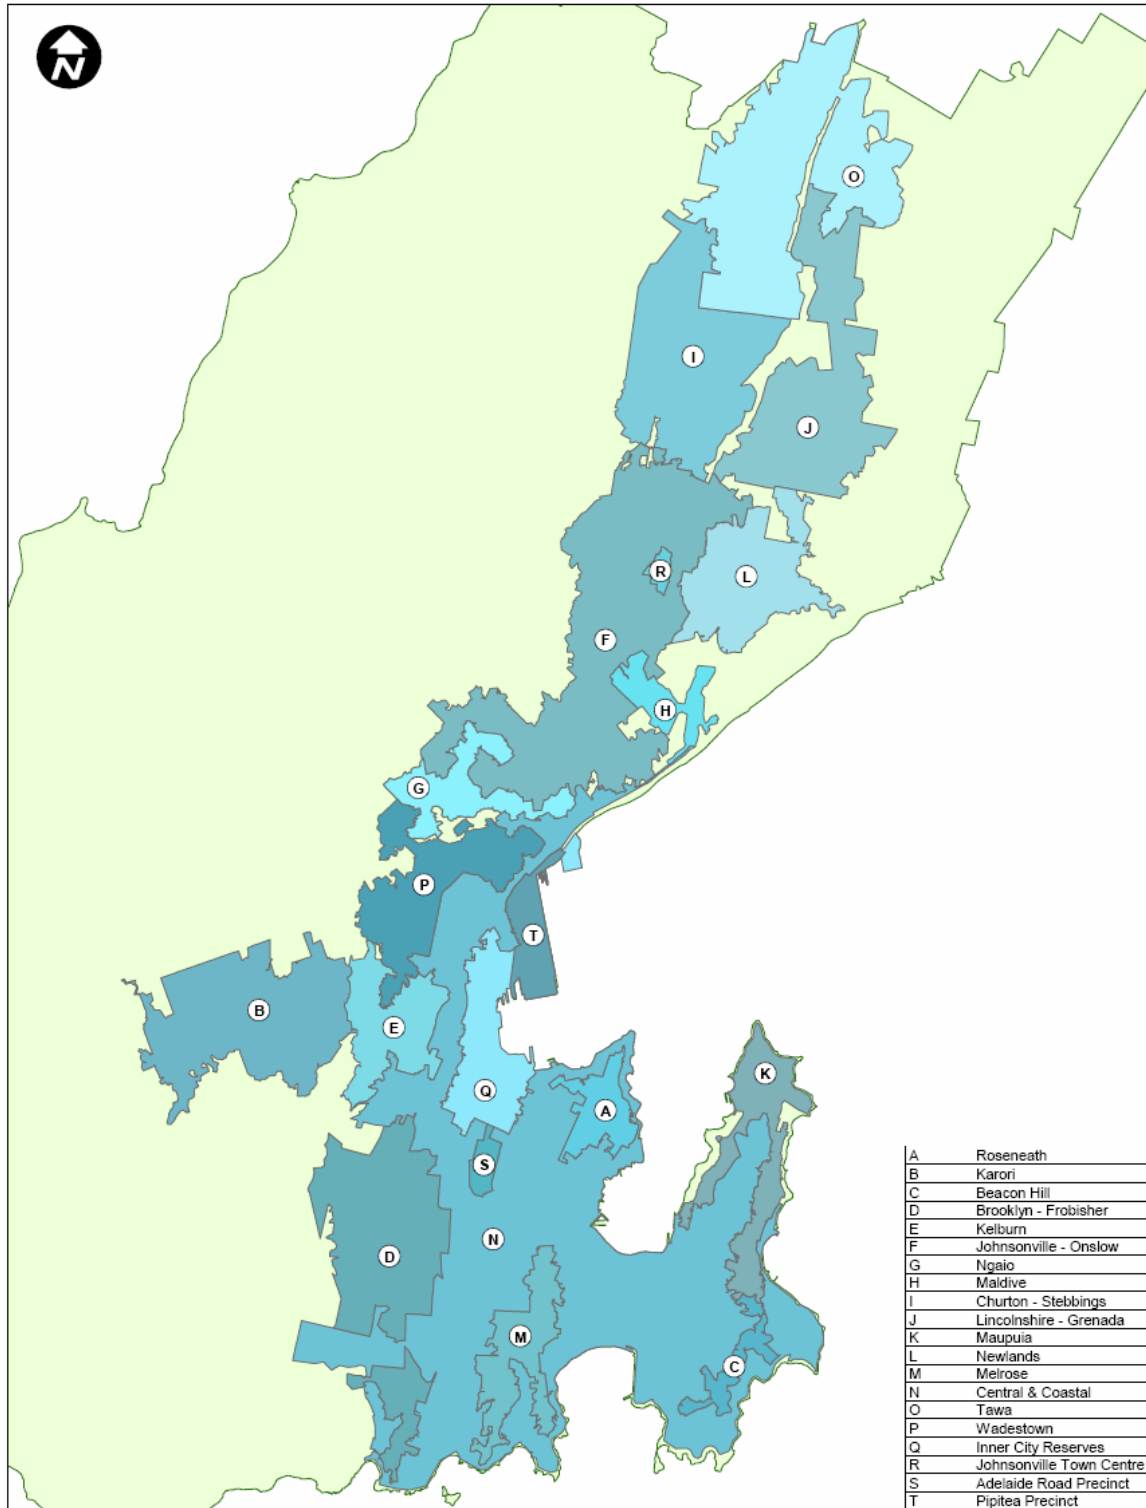 N
O
I
J
R
L
F
H
G
P
T
B
E
K
Q
A
S
N
D
M
C
A Roseneath
B Karori
C Beacon Hill
D Brooklyn - Frobisher
E Kelburn
F Johnsonville - Onslow
G Ngaio
H Maldive
I Churton - Stebbings
J Lincolnshire - Grenada
K Maupuia
L Newlands
M Melrose
N Central & Coastal
O Tawa
P Wadestown
Q Inner City Reserves
R Johnsonville Town Centre
S Adelaide Road Precinct
T Pipitea Precinct